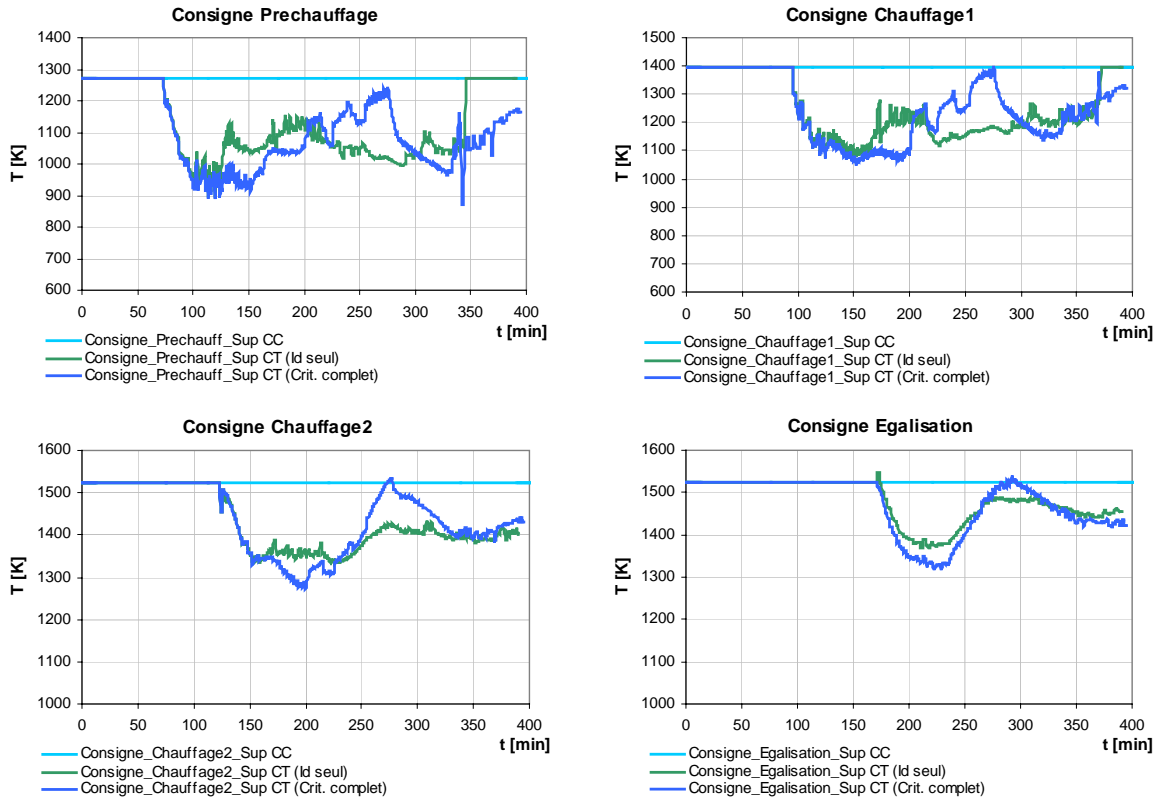 Consigne Prechauffage
1400
1300
1200
1100
1000
900
800
700
600
T [K]
0 50 100 150 200 250 300 350 400
t [min]
Consigne_Prechauff_Sup CC
Consigne_Prechauff_Sup CT (Id seul)
Consigne_Prechauff_Sup CT (Crit. complet)
Consigne Chauffage1
1500
1400
1300
1200
1100
1000
900
800
700
600
T [K]
0 50 100 150 200 250 300 350 400
t [min]
Consigne_Chauffage1_Sup CC
Consigne_Chauffage1_Sup CT (Id seul)
Consigne_Chauffage1_Sup CT (Crit. complet)
Consigne Chauffage2
1600
1500
1400
1300
1200
1100
1000
T [K]
0 50 100 150 200 250 300 350 400
t [min]
Consigne_Chauffage2_Sup CC
Consigne_Chauffage2_Sup CT (Id seul)
Consigne_Chauffage2_Sup CT (Crit. complet)
Consigne Egalisation
1600
1500
1400
1300
1200
1100
1000
T [K]
0 50 100 150 200 250 300 350 400
t [min]
Consigne_Egalisation_Sup CC
Consigne_Egalisation_Sup CT (Id seul)
Consigne_Egalisation_Sup CT (Crit. complet)